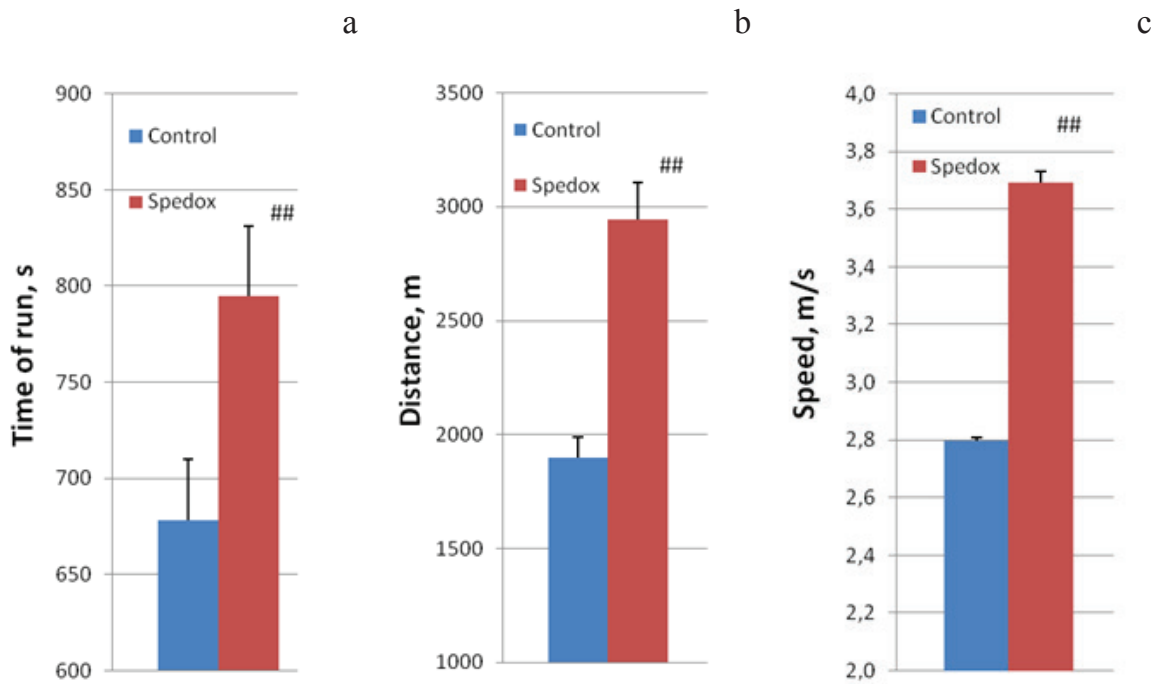 a
900
850
800
750
700
650
600
Time of run, s
Control
Spedox
##
b
3500
3000
2500
2000
1500
1000
Distance, m
Control
Spedox
##
c
4,0
3,8
3,6
3,4
3,2
3,0
2,8
2,6
2,4
2,2
2,0
Speed, m/s
Control
Spedox
##